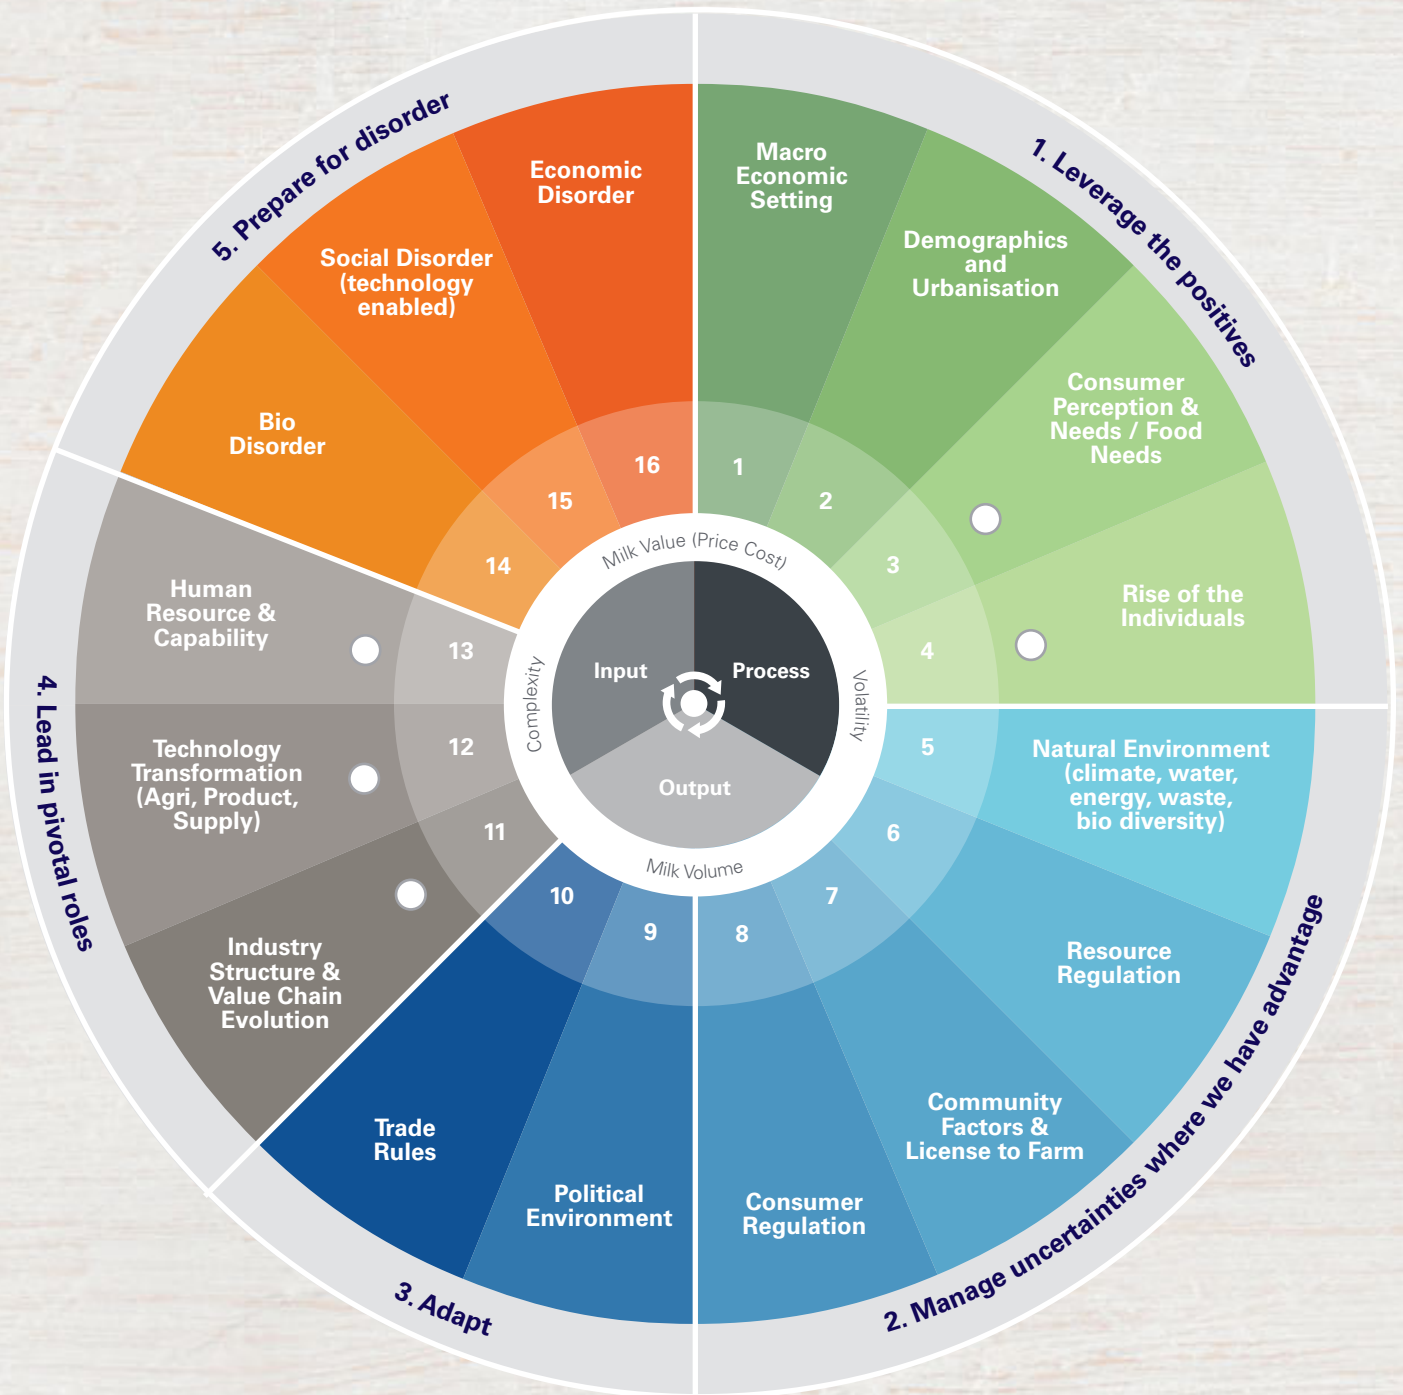 1. Leverage the positives
Macro
Economic
Setting
1
Demographics
and
Urbanisation
2
Consumer
Perception &
Needs / Food
Needs
3
Rise of the
Individuals
4
2. Manage uncertainties where we have advantage
Natural Environment
(climate, water,
energy, waste,
bio diversity)
5
Resource
Regulation
6
Community
Factors &
License to Farm
7
Consumer
Regulation
8
3. Adapt
Political
Environment
9
Trade
Rules
10
4. Lead in pivotal roles
Industry
Structure &
Value Chain
Evolution
11
Technology
Transformation
(Agri, Product,
Supply)
12
Human
Resource &
Capability
13
5. Prepare for disorder
Bio
Disorder
14
Social Disorder
(technology
enabled)
15
Economic
Disorder
16
Milk Value (Price Cost)
Volatility
Milk Volume
Complexity
Input
Process
Output